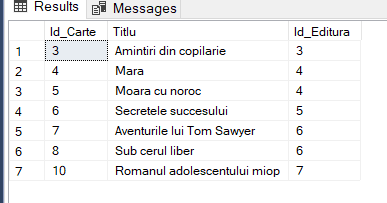 Results Messages
Id_Carte Titlu Id_Editura
1 3 Amintiri din copilarie 3
2 4 Mara 4
3 5 Moara cu noroc 4
4 6 Secretele succesului 5
5 7 Aventurile lui Tom Sawyer 6
6 8 Sub cerul liber 6
7 10 Romanul adolescentului miop 7